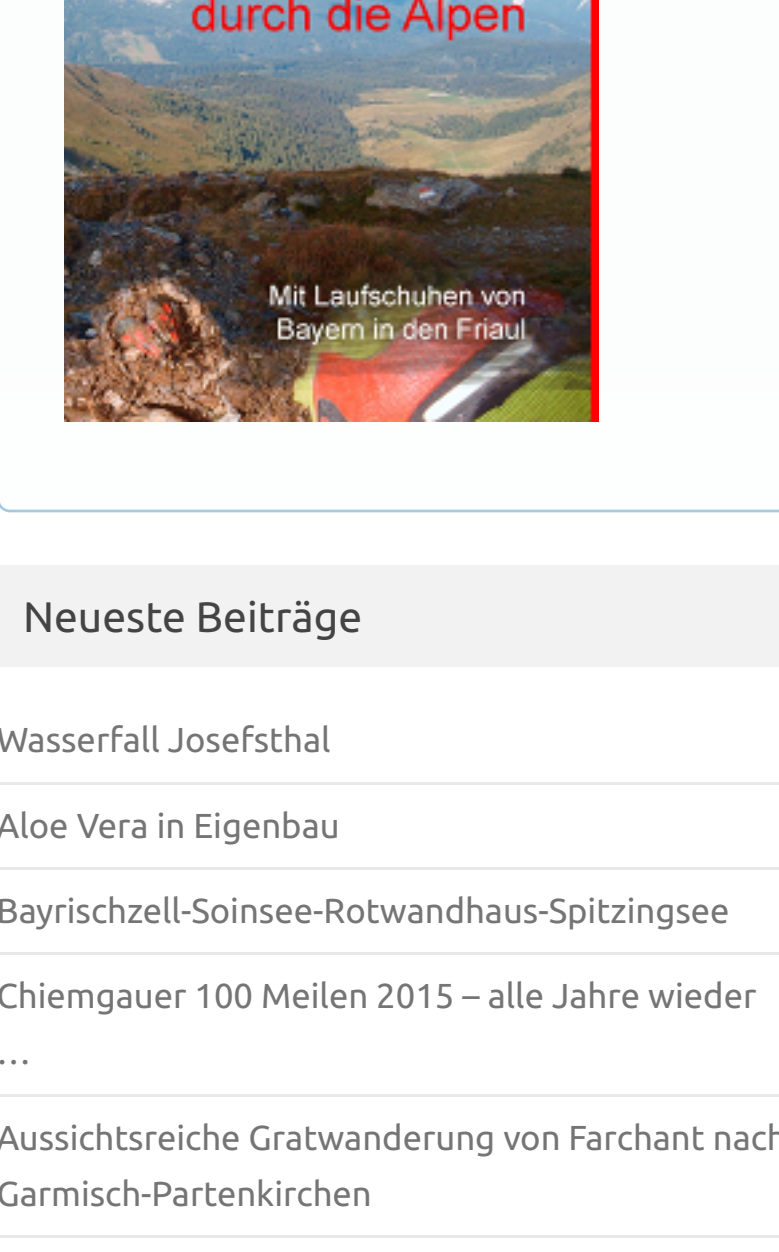 durch die Alpen
Mit Laufschuhen von
Bayern in den Friaul
Neueste Beiträge
Wasserfall Josefsthal
Aloe Vera in Eigenbau
Bayrischzell-Soinsee-Rotwandhaus-Spitzingsee
Chiemgauer 100 Meilen 2015 – alle Jahre wieder
…
Aussichtsreiche Gratwanderung von Farchant nach
Garmisch-Partenkirchen